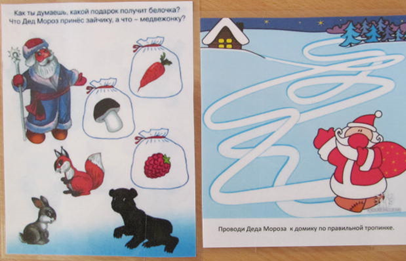 Как ты думаешь, какой подарок получит белочка?
Что Дед Мороз принёс зайчику, а что – медвежонку?
Проводи Деда Мороза к домику по правильной тропинке.